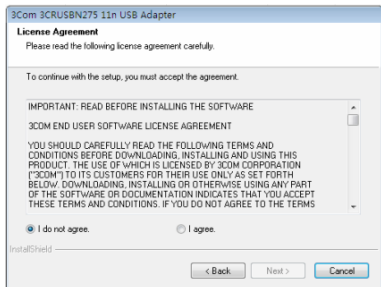 3Com 3CRUSBN275 11n USB Adapter
License Agreement
Please read the following license agreement carefully.
To continue with the setup, you must accept the agreement.
IMPORTANT: READ BEFORE INSTALLING THE SOFTWARE
3COM END USER SOFTWARE LICENSE AGREEMENT
YOU SHOULD CAREFULLY READ THE FOLLOWING TERMS AND
CONDITIONS BEFORE DOWNLOADING, INSTALLING AND USING THIS
PRODUCT. THE USE OF WHICH IS LICENSED BY 3COM CORPORATION
("3COM") TO ITS CUSTOMERS FOR THEIR USE ONLY AS SET FORTH
BELOW. DOWNLOADING, INSTALLING OR OTHERWISE USING ANY PART
OF THE SOFTWARE OR DOCUMENTATION INDICATES THAT YOU ACCEPT
THESE TERMS AND CONDITIONS. IF YOU DO NOT AGREE TO THE TERMS
I do not agree. I agree.
InstallShield
< Back Next > Cancel